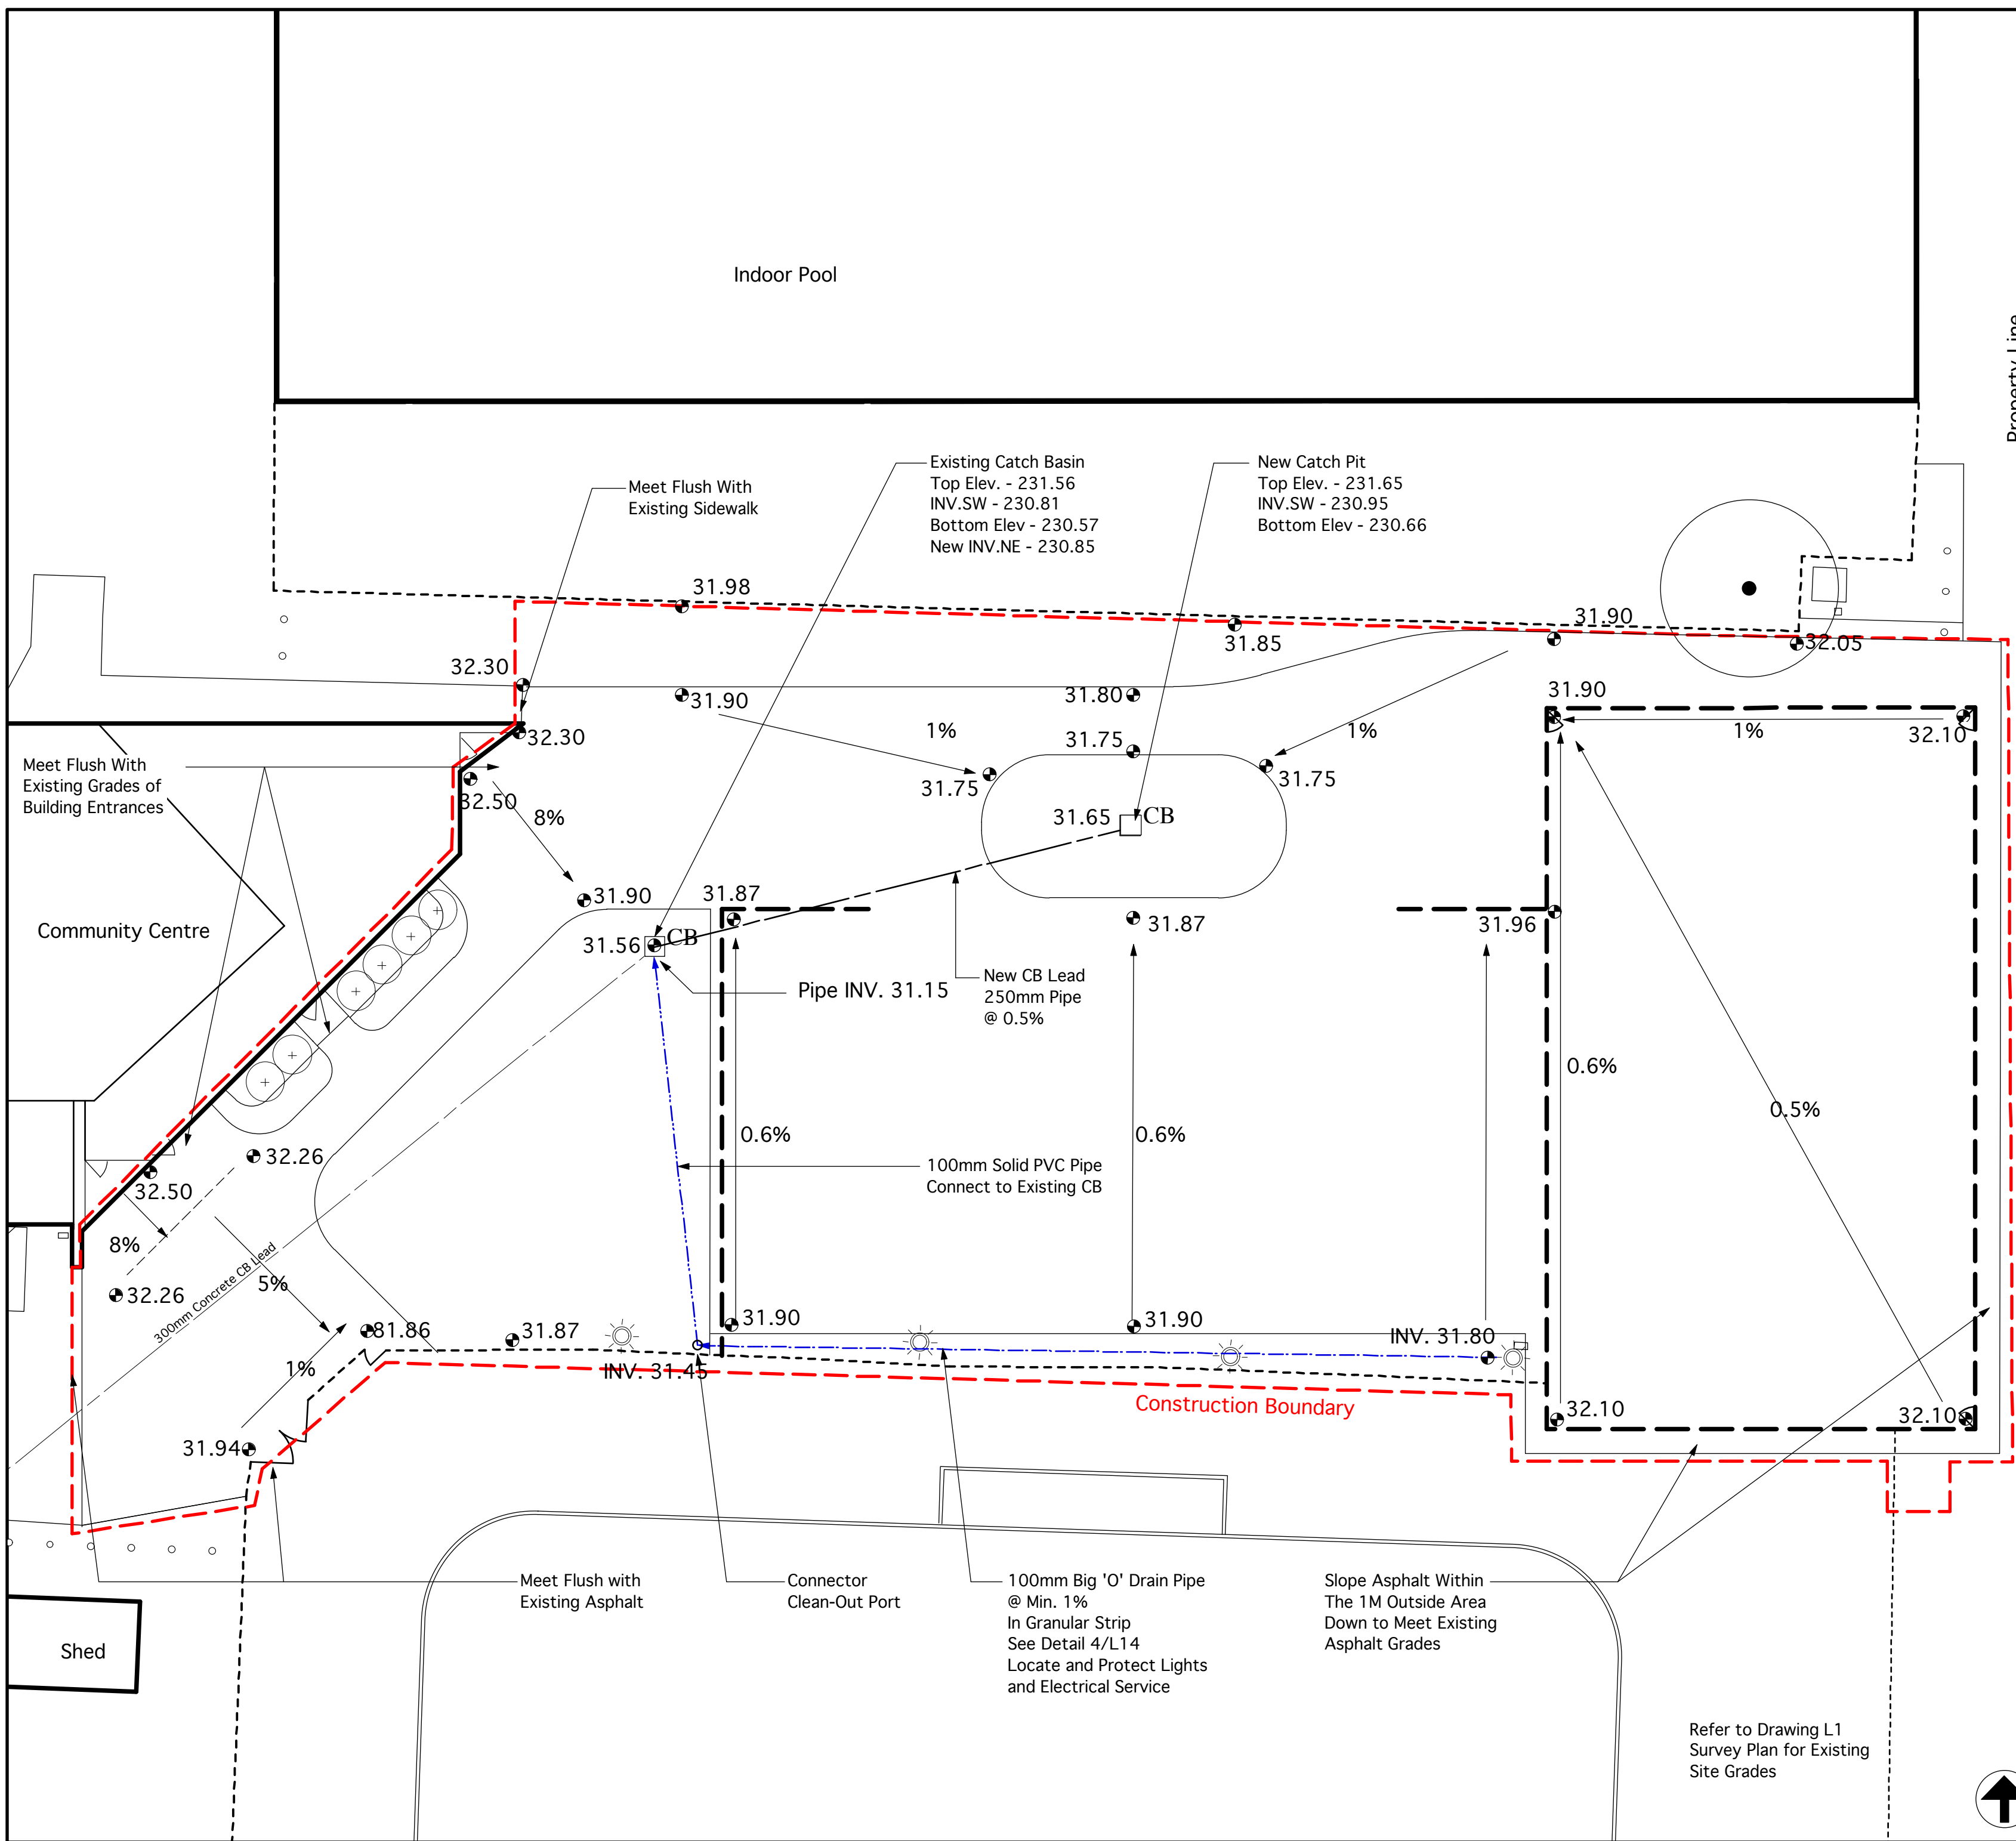 Indoor Pool
Property Line
Existing Catch Basin
Top Elev. - 231.56
INV.SW - 230.81
Bottom Elev - 230.57
New INV.NE - 230.85
New Catch Pit
Top Elev. - 231.65
INV.SW - 230.95
Bottom Elev - 230.66
Meet Flush With
Existing Sidewalk
31.98
31.85
31.90
32.05
32.30
31.90
31.80
31.90
32.30
1%
31.75
1%
1%
32.10
Meet Flush With
Existing Grades of
Building Entrances
32.50
31.75
31.75
8%
31.65
CB
31.90
31.87
31.87
31.96
Community Centre
31.56
CB
Pipe INV. 31.15
New CB Lead
250mm Pipe
@ 0.5%
0.6%
0.5%
0.6%
0.6%
32.26
32.50
100mm Solid PVC Pipe
Connect to Existing CB
8%
300mm Concrete CB Lead
5%
32.26
81.86
31.87
31.90
31.90
INV. 31.80
1%
INV. 31.45
Construction Boundary
32.10
32.10
31.94
Meet Flush with
Existing Asphalt
Connector
Clean-Out Port
100mm Big 'O' Drain Pipe
@ Min. 1%
In Granular Strip
See Detail 4/L14
Locate and Protect Lights
and Electrical Service
Slope Asphalt Within
The 1M Outside Area
Down to Meet Existing
Asphalt Grades
Shed
Refer to Drawing L1
Survey Plan for Existing
Site Grades